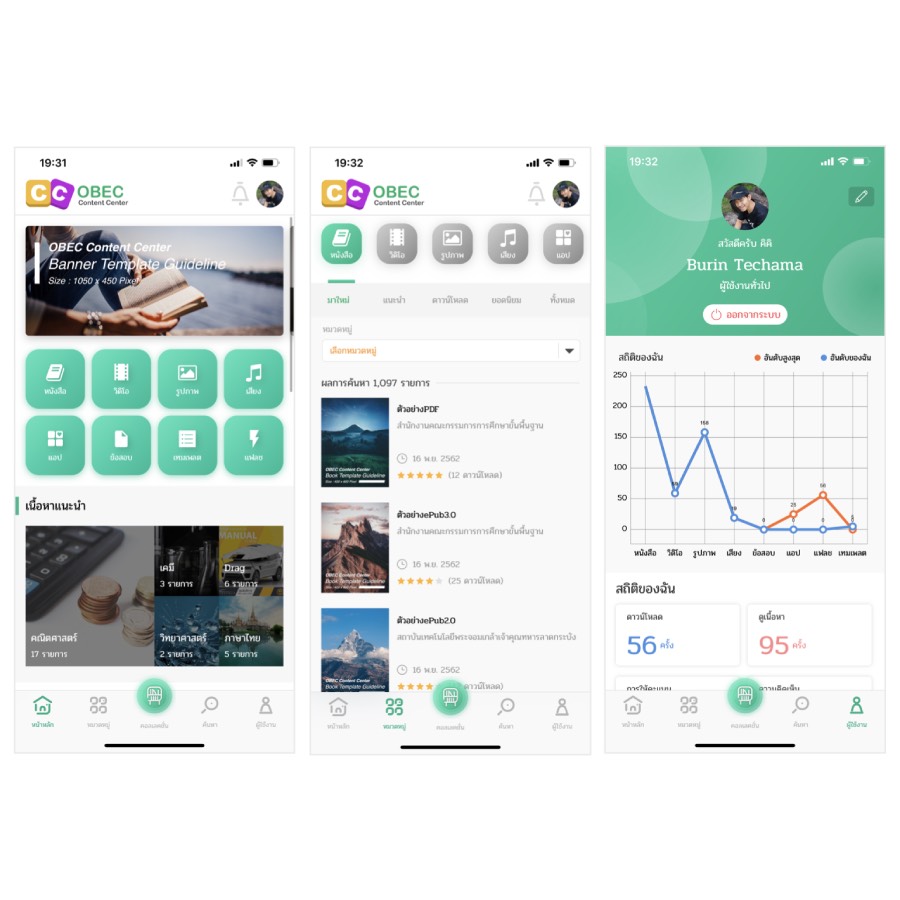 19:31
CC OBEC
Content Center
OBEC Content Center
Banner Template Guideline
Size : 1050 x 450 Pixel
หนังสือ
วีดีโอ
รูปภาพ
เสียง
แอป
ข้อสอบ
เทมเพลต
แฟลช
เนื้อหาแนะนำ
คณิตศาสตร์
17 รายการ
เคมี
3 รายการ
MANUAL
Drag
6 รายการ
วิทยาศาสตร์
2 รายการ
ภาษาไทย
5 รายการ
หน้าหลัก
หมวดหมู่
คอลเลคชั่น
ค้นหา
ผู้ใช้งาน
19:32
CC OBEC
Content Center
หนังสือ
วีดีโอ
รูปภาพ
เสียง
แอป
มาใหม่
แนะนำ
ดาวน์โหลด
ยอดนิยม
ทั้งหมด
หมวดหมู่
เลือกหมวดหมู่
ผลการค้นหา 1,097 รายการ
OBEC Content Center
Book Template Guideline
ตัวอย่างPDF
สำนักงานคณะกรรมการการศึกษาขั้นพื้นฐาน
16 พ.ย. 2562
(12 ดาวน์โหลด)
OBEC Content Center
Book Template Guideline
ตัวอย่างePub3.0
สำนักงานคณะกรรมการการศึกษาขั้นพื้นฐาน
16 พ.ย. 2562
(25 ดาวน์โหลด)
OBEC Content Center
Book Template Guideline
ตัวอย่างePub2.0
สถาบันเทคโนโลยีพระจอมเกล้าเจ้าคุณทหารลาดกระบัง
16 พ.ย. 2562
ดาวน์โหลด)
หน้าหลัก
หมวดหมู่
คอลเลคชั่น
ค้นหา
ผู้ใช้งาน
19:32
สวัสดีครับ คิคิ
Burin Techama
ผู้ใช้งานทั่วไป
ออกจากระบบ
สถิติของฉัน
อันดับสูงสุด
อันดับของฉัน
250
200
150
100
50
0
หนังสือ วีดีโอ รูปภาพ เสียง ข้อสอบ แอป แฟลช เทมเพลต
สถิติของฉัน
ดาวน์โหลด
56 ครั้ง
ดูเนื้อหา
95 ครั้ง
การให้คะแนน
หน้าหลัก
หมวดหมู่
คอลเลคชั่น
ค้นหา
ผู้ใช้งาน